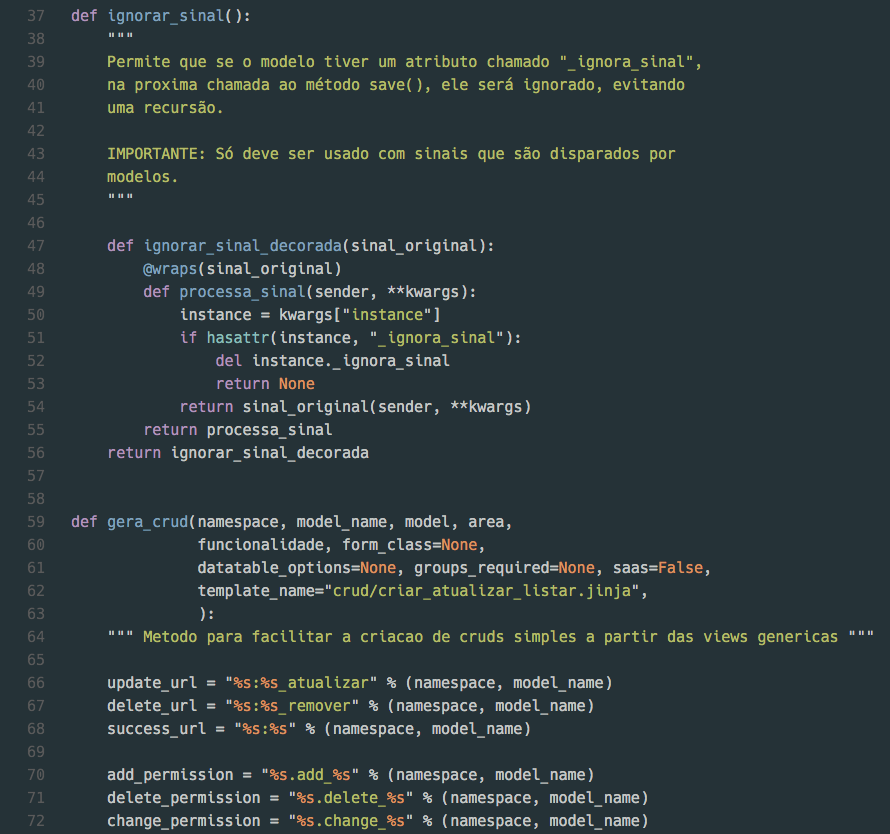 37 def ignorar_sinal():
38     """
39     Permite que se o modelo tiver um atributo chamado "_ignora_sinal",
40     na proxima chamada ao método save(), ele será ignorado, evitando
41     uma recursão.
42
43     IMPORTANTE: Só deve ser usado com sinais que são disparados por
44     modelos.
45     """
46
47     def ignorar_sinal_decorada(sinal_original):
48         @wraps(sinal_original)
49         def processa_sinal(sender, **kwargs):
50             instance = kwargs["instance"]
51             if hasattr(instance, "_ignora_sinal"):
52                 del instance._ignora_sinal
53                 return None
54             return sinal_original(sender, **kwargs)
55         return processa_sinal
56     return ignorar_sinal_decorada
57
58
59 def gera_crud(namespace, model_name, model, area,
60               funcionalidade, form_class=None,
61               datatable_options=None, groups_required=None, saas=False,
62               template_name="crud/criar_atualizar_listar.jinja",
63               ):
64     """ Metodo para facilitar a criacao de cruds simples a partir das views genericas """
65
66     update_url = "%s:%s_atualizar" % (namespace, model_name)
67     delete_url = "%s:%s_remover" % (namespace, model_name)
68     success_url = "%s:%s" % (namespace, model_name)
69
70     add_permission = "%s.add_%s" % (namespace, model_name)
71     delete_permission = "%s.delete_%s" % (namespace, model_name)
72     change_permission = "%s.change_%s" % (namespace, model_name)